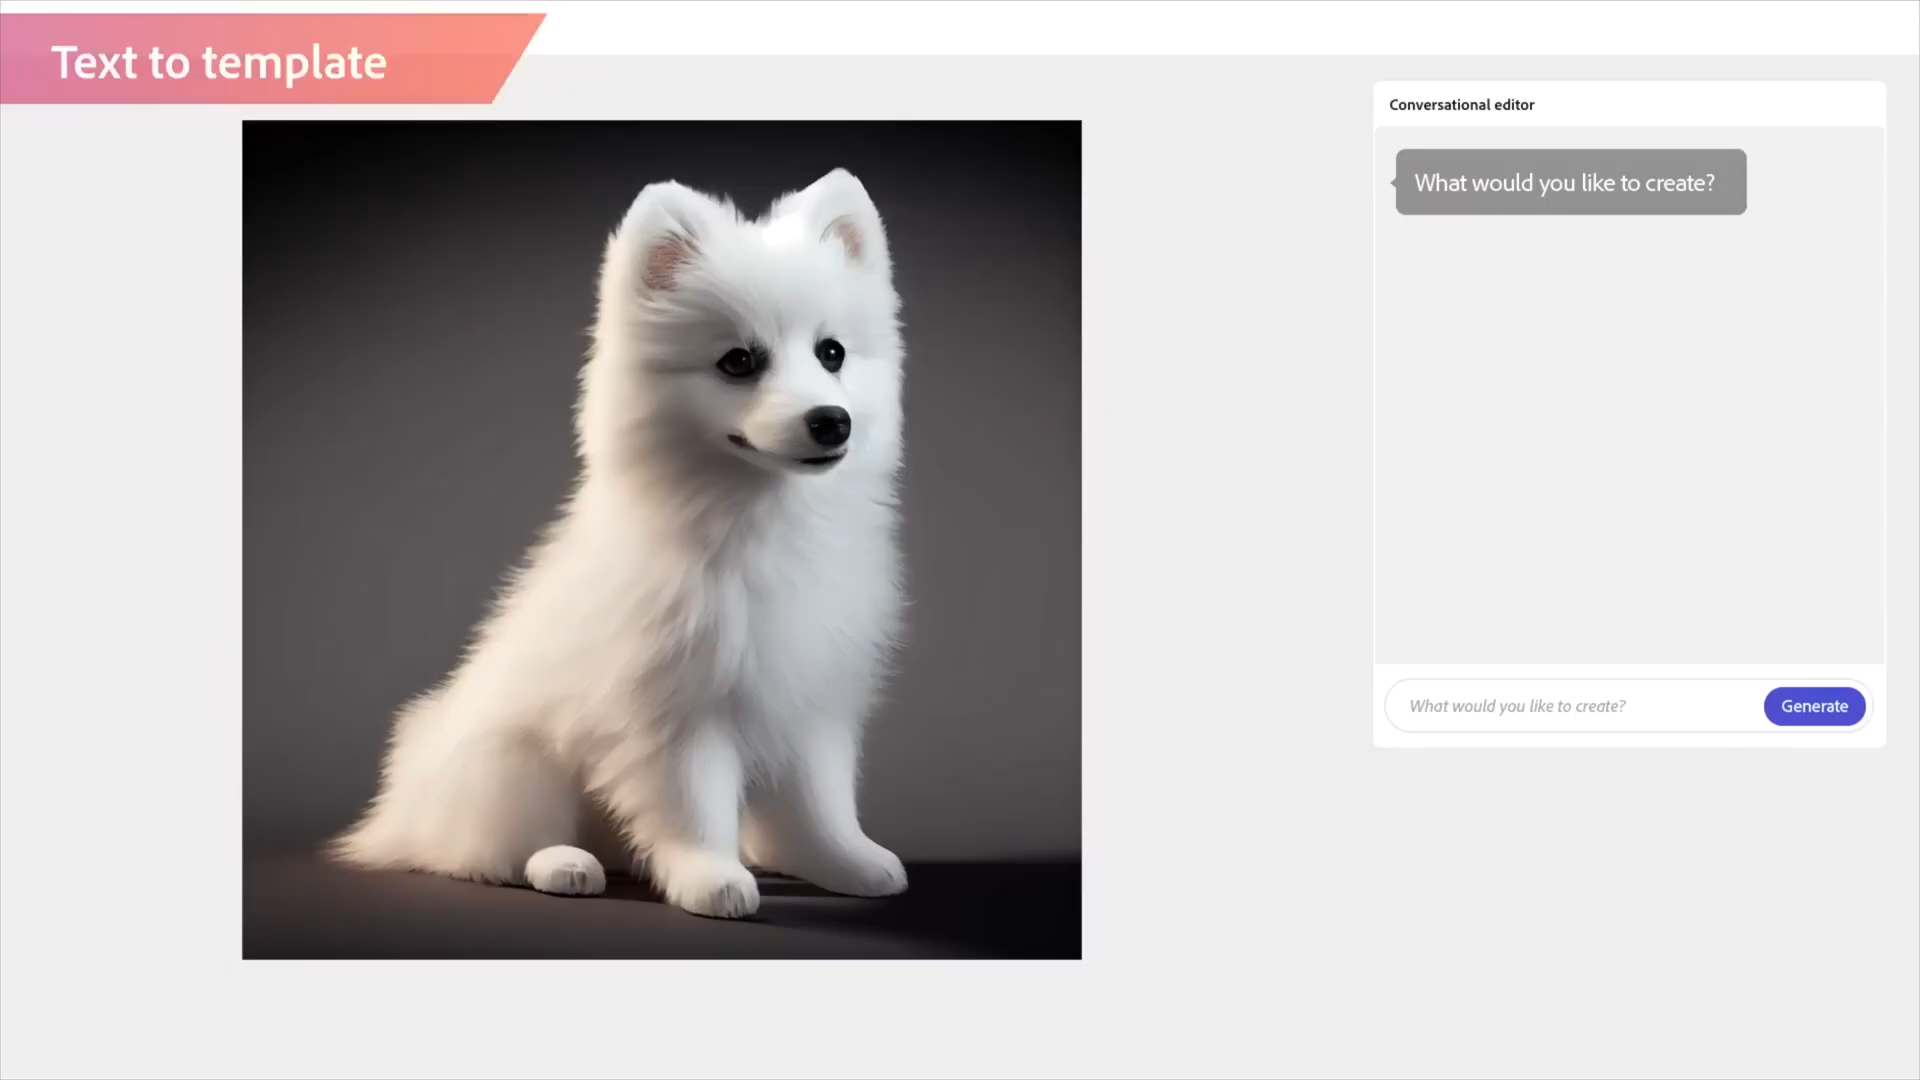 Text to template
Conversational editor
What would you like to create?
What would you like to create?
Generate